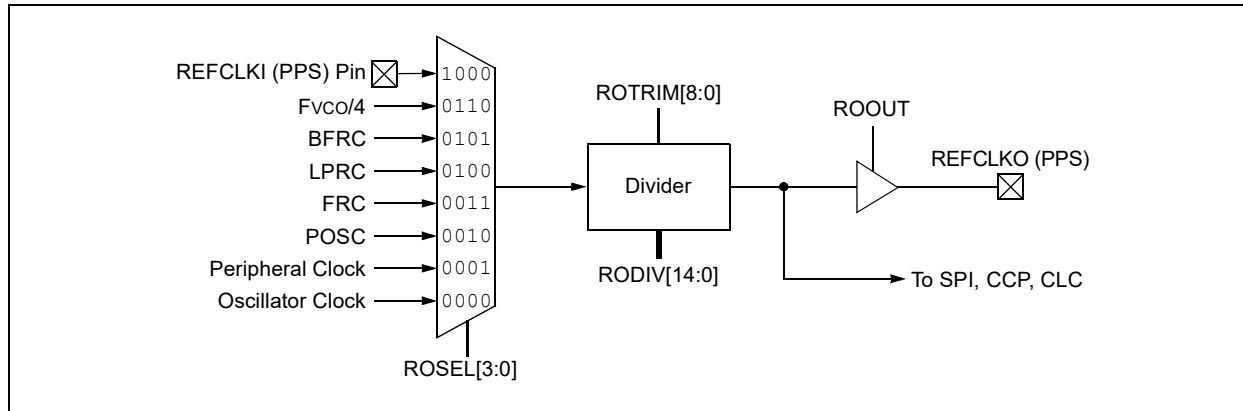 REFCLKI (PPS) Pin 1000
FVCO/4 0110
BFRC 0101
LPRC 0100
FRC 0011
POSC 0010
Peripheral Clock 0001
Oscillator Clock 0000
ROSEL[3:0]
ROTRIM[8:0]
Divider
RODIV[14:0]
ROOUT
REFCLKO (PPS)
To SPI, CCP, CLC